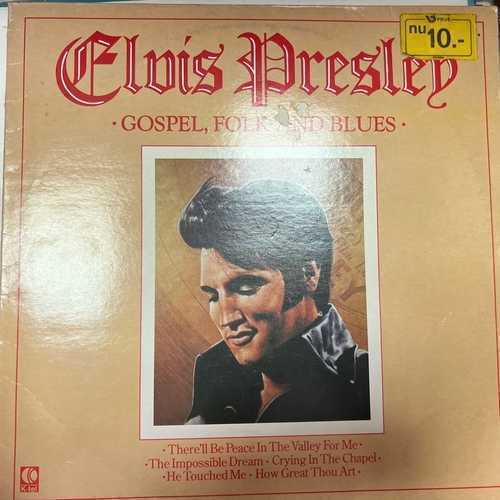 Elvis Presley
nu 10.-
· GOSPEL, FOLK AND BLUES ·
· There'll Be Peace In The Valley For Me ·
· The Impossible Dream · Crying In The Chapel ·
· He Touched Me · How Great Thou Art ·
K-tel